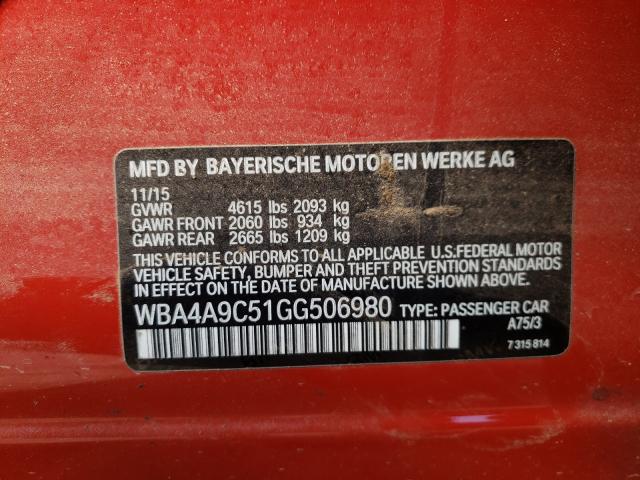 MFD BY BAYERISCHE MOTOREN WERKE AG
11/15
GVWR 4615 lbs 2093 kg
GAWR FRONT 2060 lbs 934 kg
GAWR REAR 2665 lbs 1209 kg
THIS VEHICLE CONFORMS TO ALL APPLICABLE U.S.FEDERAL MOTOR
VEHICLE SAFETY, BUMPER AND THEFT PREVENTION STANDARDS
IN EFFECT ON THE DATE OF MANUFACTURE SHOWN ABOVE.
WBA4A9C51GG506980 TYPE: PASSENGER CAR
A75/3
7 315 814